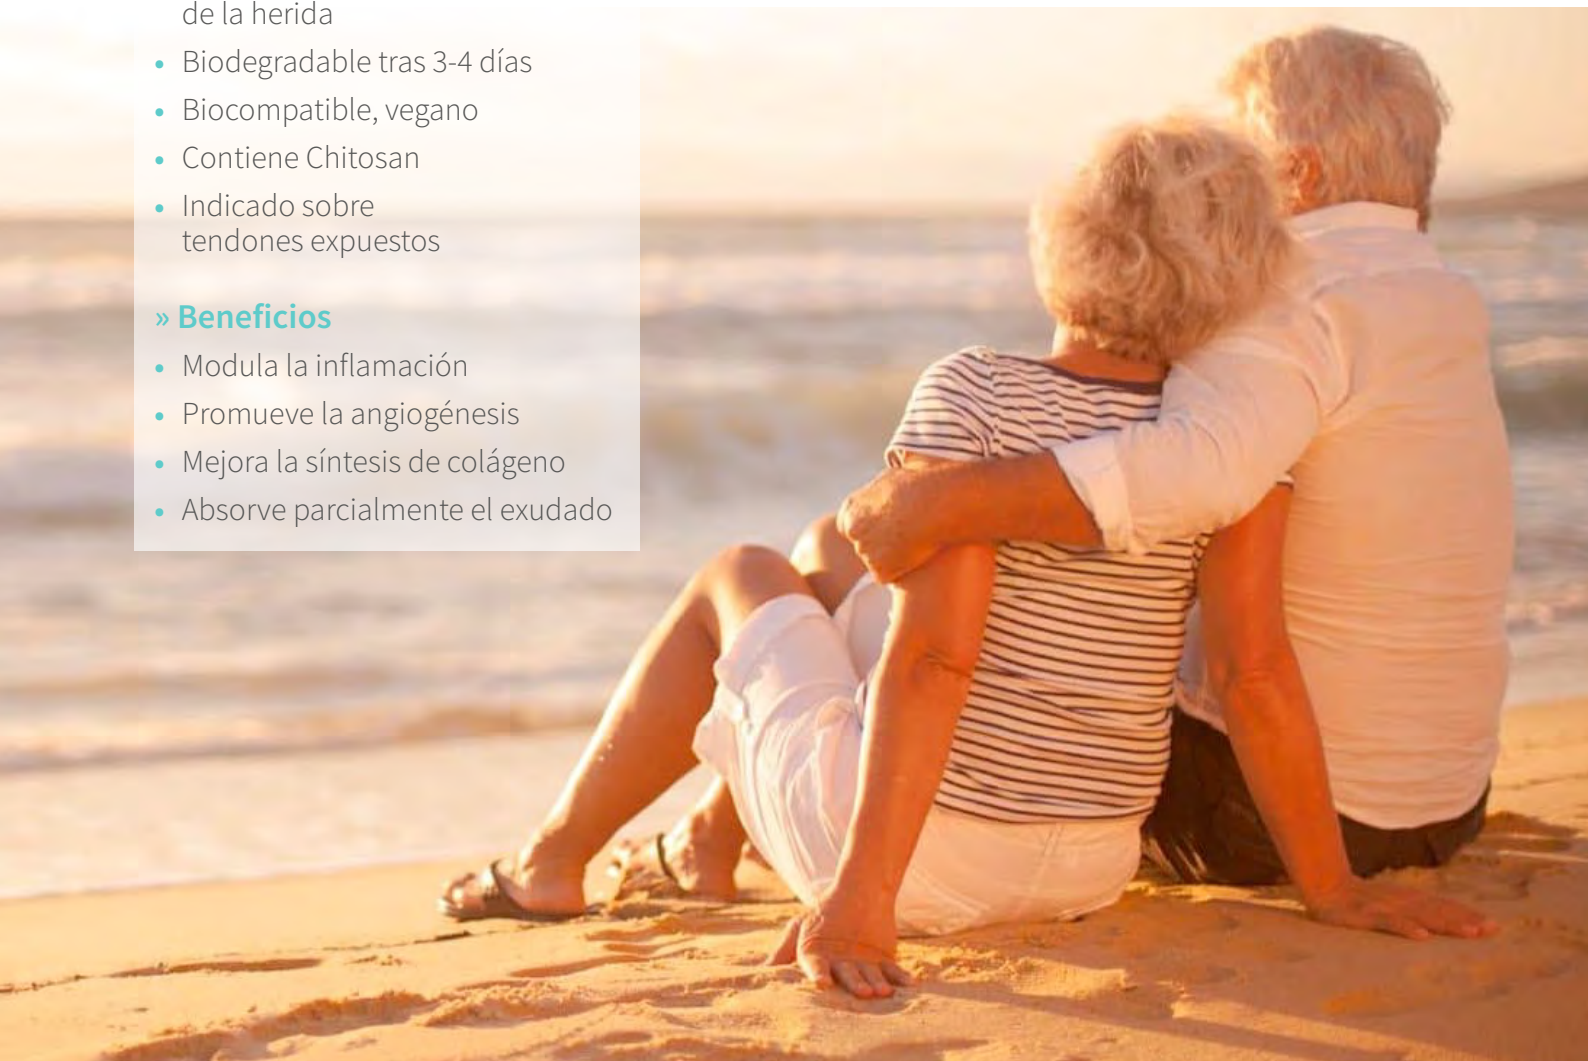 de la herida
• Biodegradable tras 3-4 días
• Biocompatible, vegano
• Contiene Chitosan
• Indicado sobre
tendones expuestos
» Beneficios
• Modula la inflamación
• Promueve la angiogénesis
• Mejora la síntesis de colágeno
• Absorve parcialmente el exudado